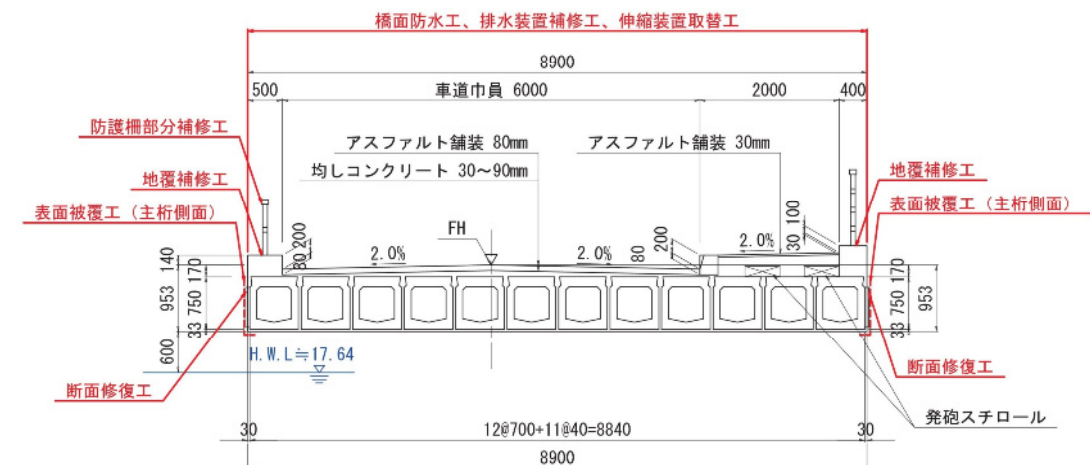 橋面防水工、排水装置補修工、伸縮装置取替工
8900
500
車道巾員 6000
2000
400
防護柵部分補修工
アスファルト舗装 80mm
アスファルト舗装 30mm
地覆補修工
均しコンクリート 30~90mm
地覆補修工
表面被覆工(主桁側面)
表面被覆工(主桁側面)
FH
80 200
2.0%
2.0%
80
200
2.0%
30 100
140
953
170
750
33
600
170
750
33
953
H.W.L≒17.64
断面修復工
断面修復工
発砲スチロール
30
12@700+11@40=8840
30
8900